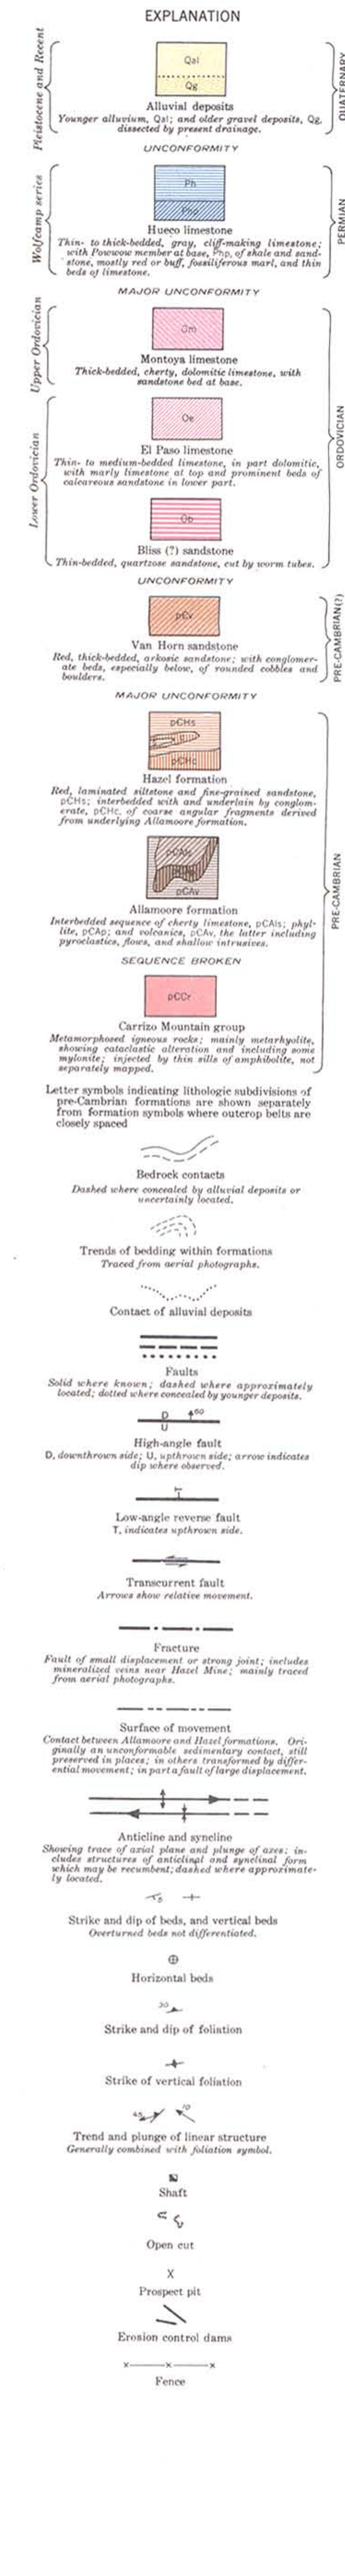 EXPLANATION
Pleistocene and Recent
QUATERNARY
Qal
Qg
Alluvial deposits
Younger alluvium, Qal; and older gravel deposits, Qg,
dissected by present drainage.
UNCONFORMITY
Wolfcamp series
PERMIAN
Ph
Php
Hueco limestone
Thin- to thick-bedded, gray, cliff-making limestone;
with Powwow member at base, Php, of shale and sand-
stone, mostly red or buff, fossiliferous marl, and thin
beds of limestone.
MAJOR UNCONFORMITY
Upper Ordovician
ORDOVICIAN
Om
Montoya limestone
Thick-bedded, cherty, dolomitic limestone, with
sandstone bed at base.
Lower Ordovician
Oe
El Paso limestone
Thin- to medium-bedded limestone, in part dolomitic,
with marly limestone at top and prominent beds of
calcareous sandstone in lower part.
Ob
Bliss (?) sandstone
Thin-bedded, quartzose sandstone, cut by worm tubes.
UNCONFORMITY
PRE-CAMBRIAN(?)
pCv
Van Horn sandstone
Red, thick-bedded, arkosic sandstone; with conglomer-
ate beds, especially below, of rounded cobbles and
boulders.
MAJOR UNCONFORMITY
PRE-CAMBRIAN
pCHs
pCHc
Hazel formation
Red, laminated siltstone and fine-grained sandstone,
pCHs; interbedded with and underlain by conglom-
erate, pCHc, of coarse angular fragments derived
from underlying Allamoore formation.
pCAls
pCAv
Allamoore formation
Interbedded sequence of cherty limestone, pCAls; phyl-
lite, pCAp; and volcanics, pCAv, the latter including
pyroclastics, flows, and shallow intrusives.
SEQUENCE BROKEN
pCCr
Carrizo Mountain group
Metamorphosed igneous rocks; mainly metarhyolite,
showing cataclastic alteration and including some
mylonite; injected by thin sills of amphibolite, not
separately mapped.
Letter symbols indicating lithologic subdivisions of
pre-Cambrian formations are shown separately
from formation symbols where outcrop belts are
closely spaced
Bedrock contacts
Dashed where concealed by alluvial deposits or
uncertainly located.
Trends of bedding within formations
Traced from aerial photographs.
Contact of alluvial deposits
Faults
Solid where known; dashed where approximately
located; dotted where concealed by younger deposits.
D
60
U
High-angle fault
D, downthrown side; U, upthrown side; arrow indicates
dip where observed.
T
Low-angle reverse fault
T, indicates upthrown side.
Transcurrent fault
Arrows show relative movement.
Fracture
Fault of small displacement or strong joint; includes
mineralized veins near Hazel Mine; mainly traced
from aerial photographs.
Surface of movement
Contact between Allamoore and Hazel formations. Ori-
ginally an unconformable sedimentary contact, still
preserved in places; in others transformed by differ-
ential movement; in part a fault of large displacement.
Anticline and syncline
Showing trace of axial plane and plunge of axes; in-
cludes structures of anticlinal and synclinal form
which may be recumbent; dashed where approximate-
ly located.
Strike and dip of beds, and vertical beds
Overturned beds not differentiated.
Horizontal beds
30
Strike and dip of foliation
Strike of vertical foliation
45
10
Trend and plunge of linear structure
Generally combined with foliation symbol.
Shaft
Open cut
X
Prospect pit
Erosion control dams
x x x
Fence